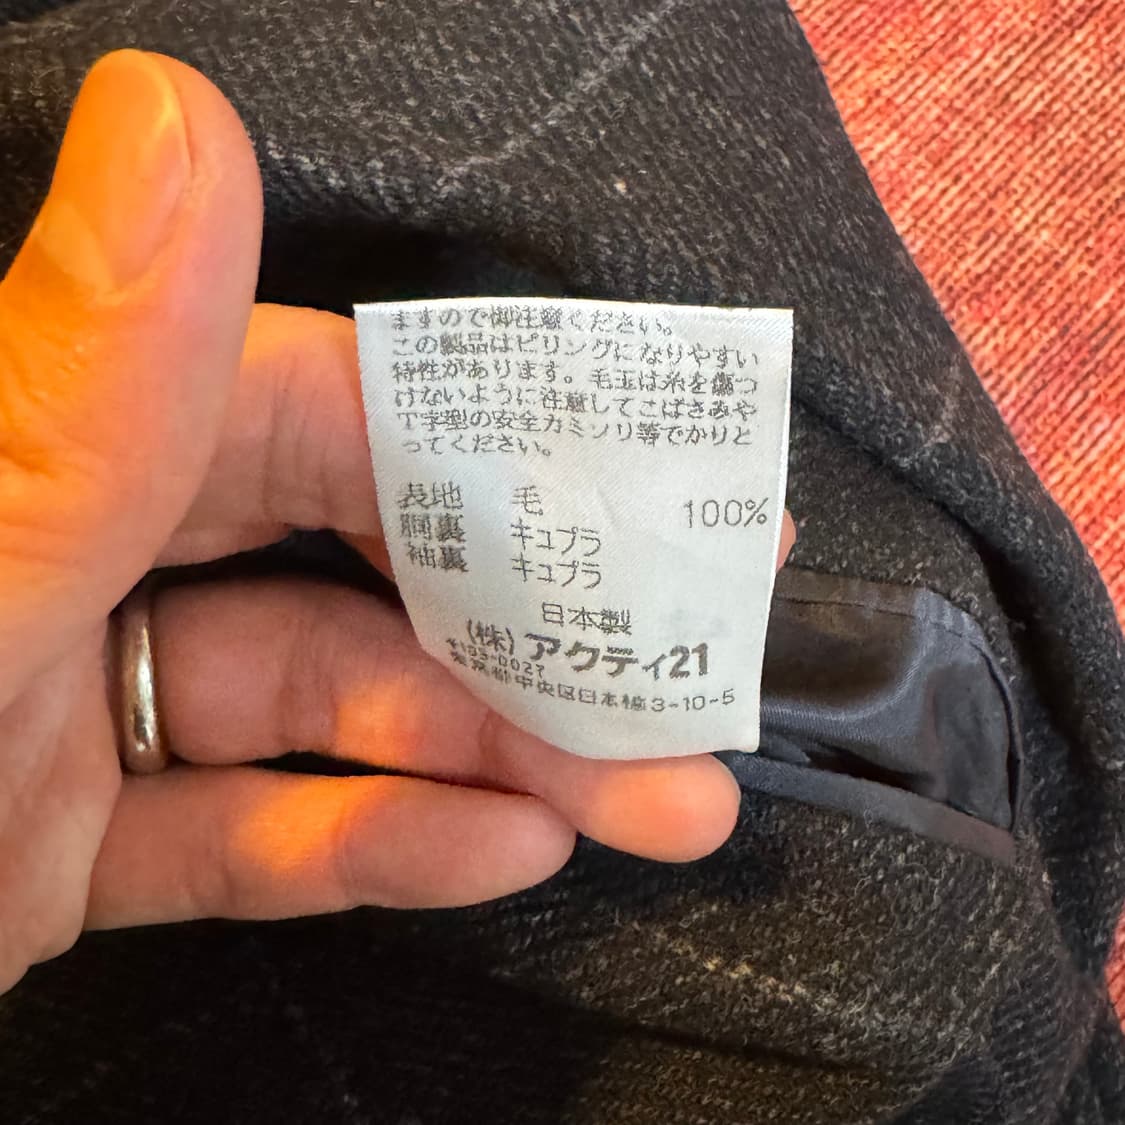 ますので御注意ください。
この製品はピリングになりやすい
特性があります。毛玉は糸を傷つ
けないように注意してこばさみや
T字型の安全カミソリ等でかりと
ってください。
表地 毛 100%
胴裏 キュプラ
袖裏 キュプラ
日本製
(株)アクティ21
〒103-0027
東京都中央区日本橋3-10-5